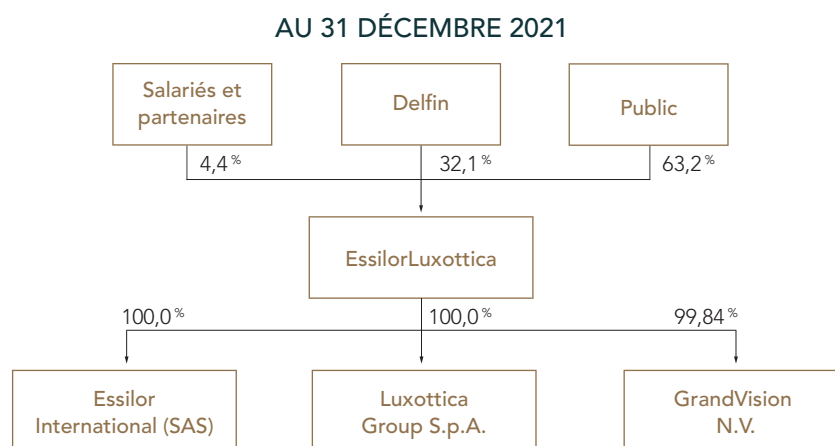 AU 31 DÉCEMBRE 2021
Salariés et
partenaires
Delfin
Public
4,4 %
32,1 %
63,2 %
EssilorLuxottica
100,0 %
100,0 %
99,84 %
Essilor
International (SAS)
Luxottica
Group S.p.A.
GrandVision
N.V.